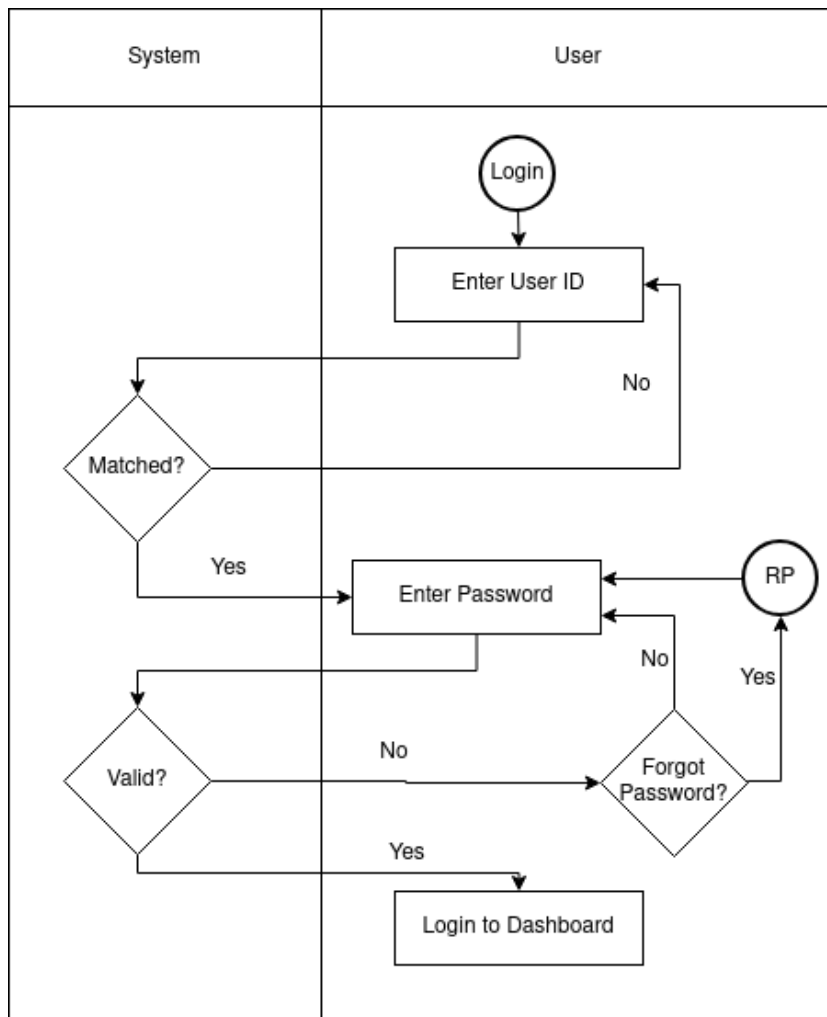 System
User
Login
Enter User ID
No
Matched?
Yes
Enter Password
RP
No
Yes
Valid?
No
Forgot
Password?
Yes
Login to Dashboard